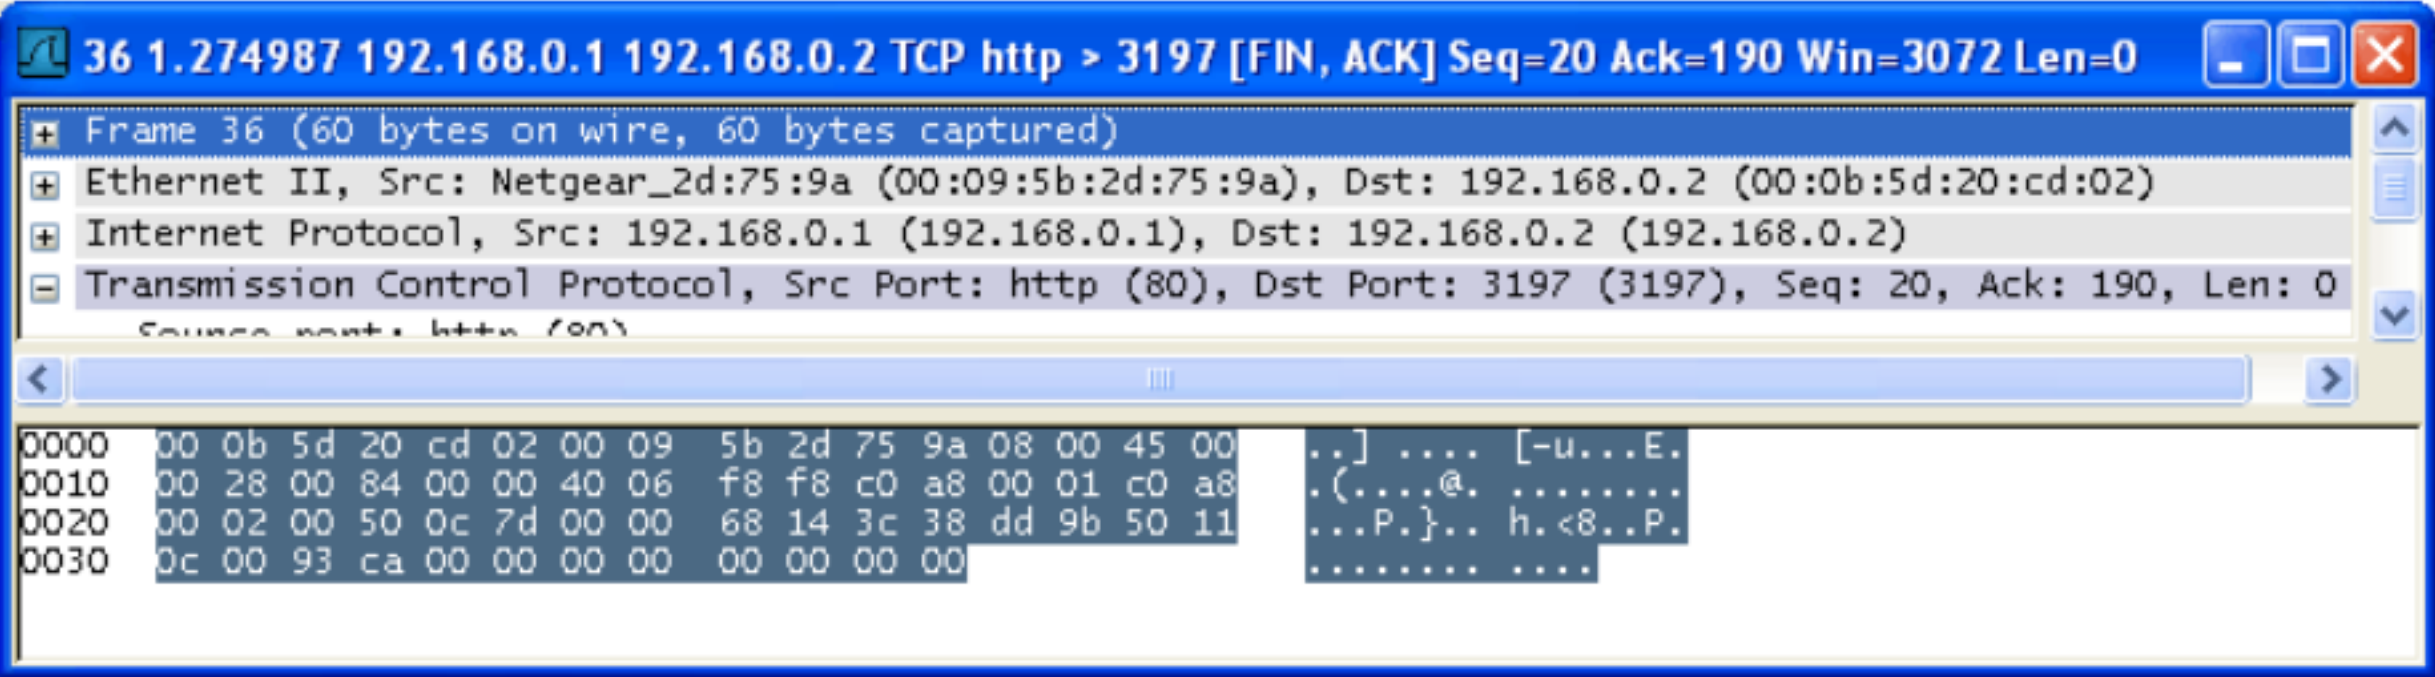 36 1.274987 192.168.0.1 192.168.0.2 TCP http > 3197 [FIN, ACK] Seq=20 Ack=190 Win=3072 Len=0
Frame 36 (60 bytes on wire, 60 bytes captured)
Ethernet II, Src: Netgear_2d:75:9a (00:09:5b:2d:75:9a), Dst: 192.168.0.2 (00:0b:5d:20:cd:02)
Internet Protocol, Src: 192.168.0.1 (192.168.0.1), Dst: 192.168.0.2 (192.168.0.2)
Transmission Control Protocol, Src Port: http (80), Dst Port: 3197 (3197), Seq: 20, Ack: 190, Len: 0
Source port: http (80)
0000 00 0b 5d 20 cd 02 00 09 5b 2d 75 9a 08 00 45 00 ..] .... [-u...E.
0010 00 28 00 84 00 00 40 06 f8 f8 c0 a8 00 01 c0 a8 .(....@. ........
0020 00 02 00 50 0c 7d 00 00 68 14 3c 38 dd 9b 50 11 ...P.}.. h.<8..P.
0030 0c 00 93 ca 00 00 00 00 00 00 00 00 ........ ....